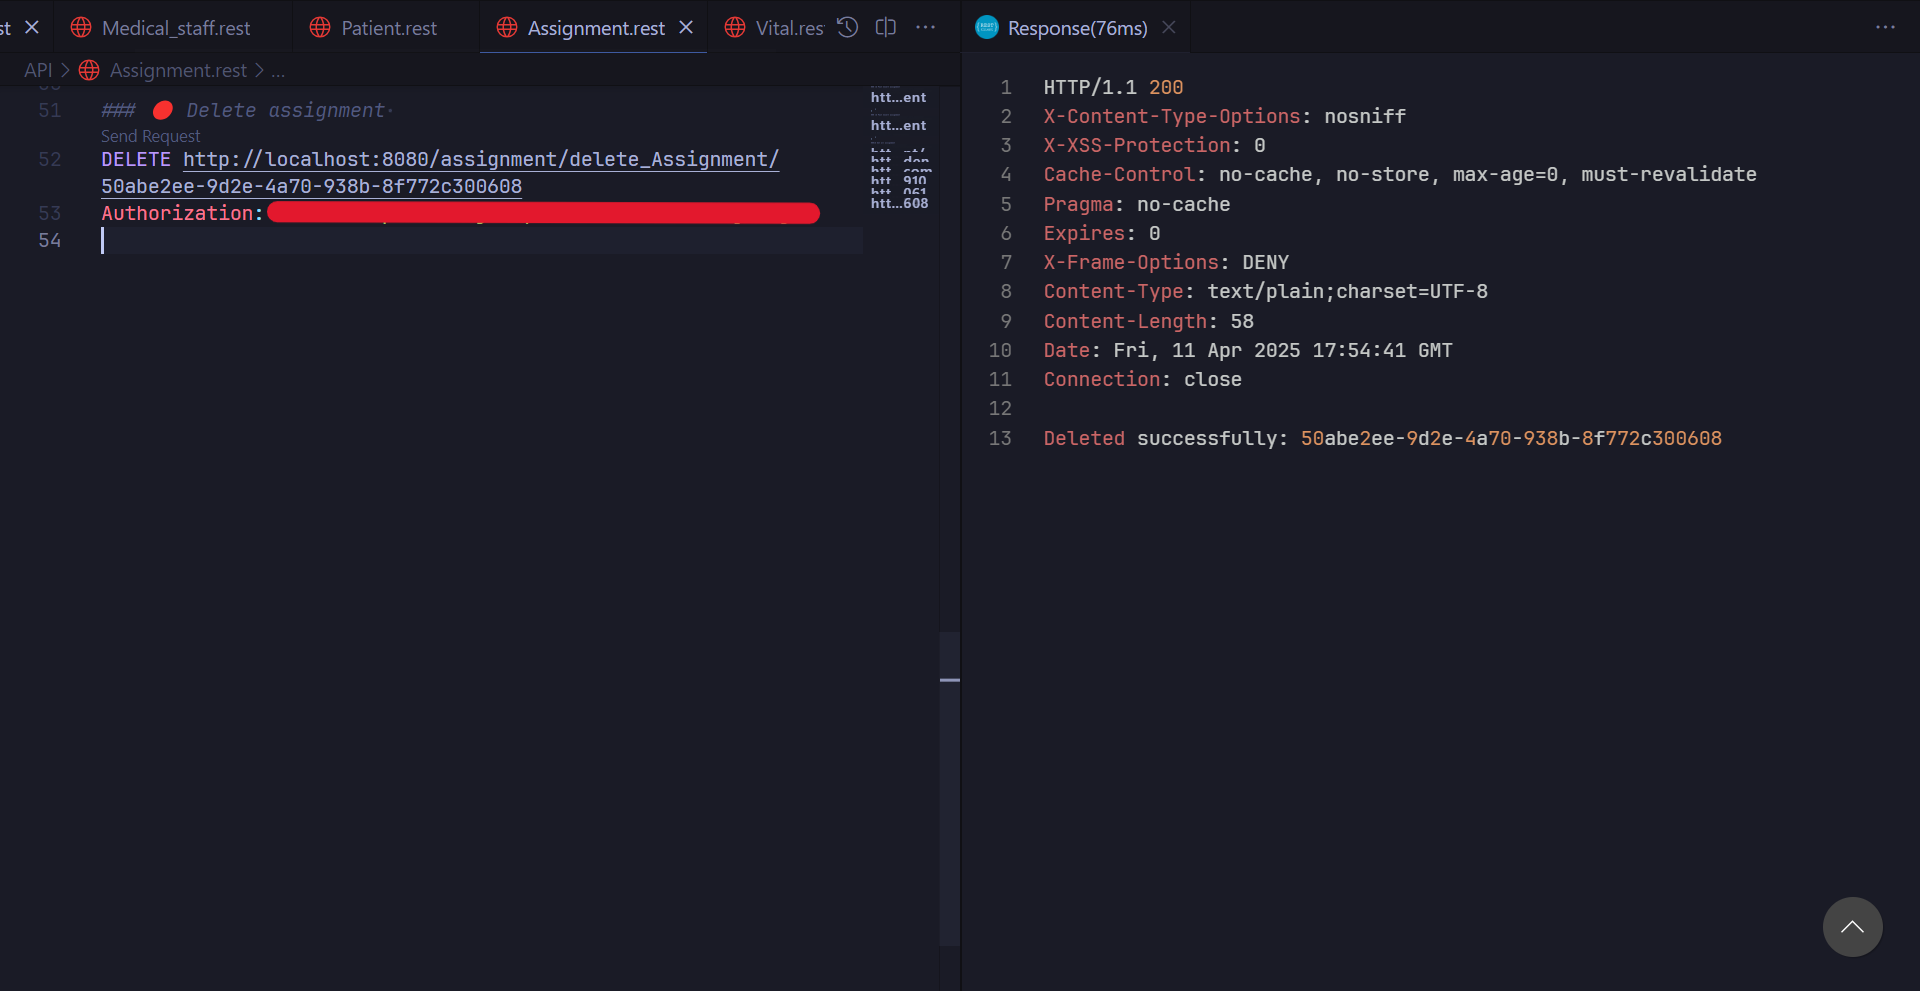 st
Medical_staff.rest
Patient.rest
Assignment.rest
Vital.res
Response(76ms)
API > Assignment.rest > ...
51 ### 🔴 Delete assignment
Send Request
52 DELETE http://localhost:8080/assignment/delete_Assignment/
50abe2ee-9d2e-4a70-938b-8f772c300608
53 Authorization:
54
htt...ent
htt...ent
htt...910
htt...061
htt...608
1 HTTP/1.1 200
2 X-Content-Type-Options: nosniff
3 X-XSS-Protection: 0
4 Cache-Control: no-cache, no-store, max-age=0, must-revalidate
5 Pragma: no-cache
6 Expires: 0
7 X-Frame-Options: DENY
8 Content-Type: text/plain;charset=UTF-8
9 Content-Length: 58
10 Date: Fri, 11 Apr 2025 17:54:41 GMT
11 Connection: close
12
13 Deleted successfully: 50abe2ee-9d2e-4a70-938b-8f772c300608